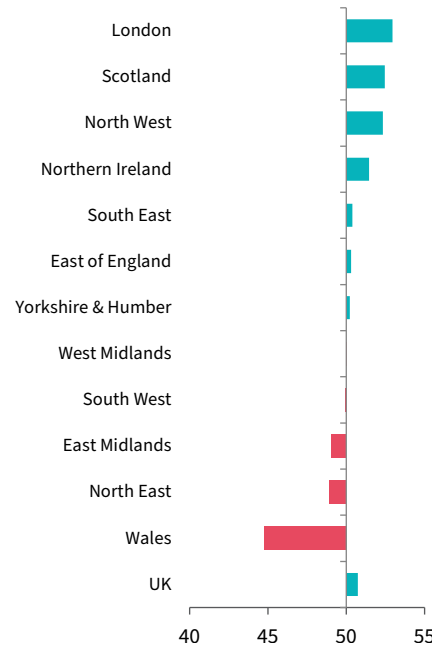 London
Scotland
North West
Northern Ireland
South East
East of England
Yorkshire & Humber
West Midlands
South West
East Midlands
North East
Wales
UK
40 45 50 55